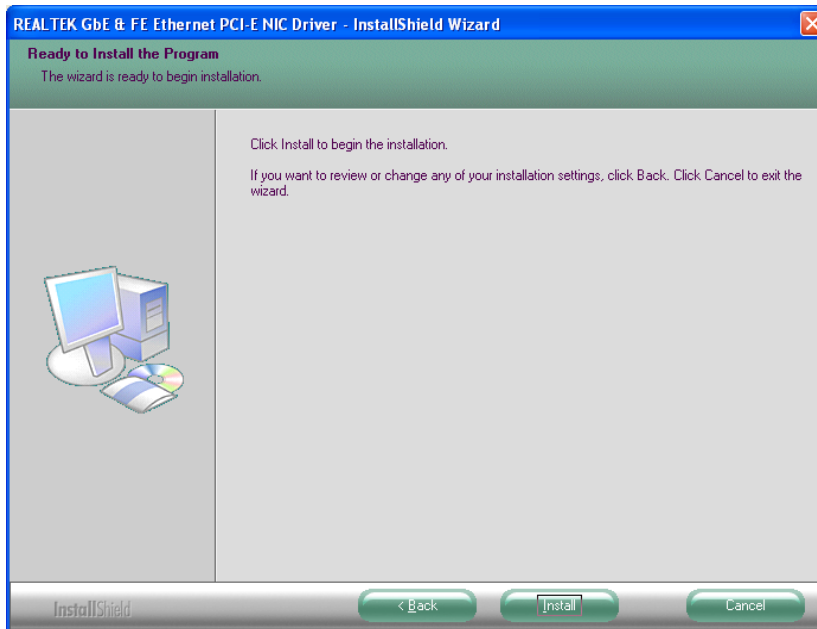 REALTEK GbE & FE Ethernet PCI-E NIC Driver - InstallShield Wizard
Ready to Install the Program
The wizard is ready to begin installation.
Click Install to begin the installation.
If you want to review or change any of your installation settings, click Back. Click Cancel to exit the
wizard.
InstallShield
< Back
Install
Cancel